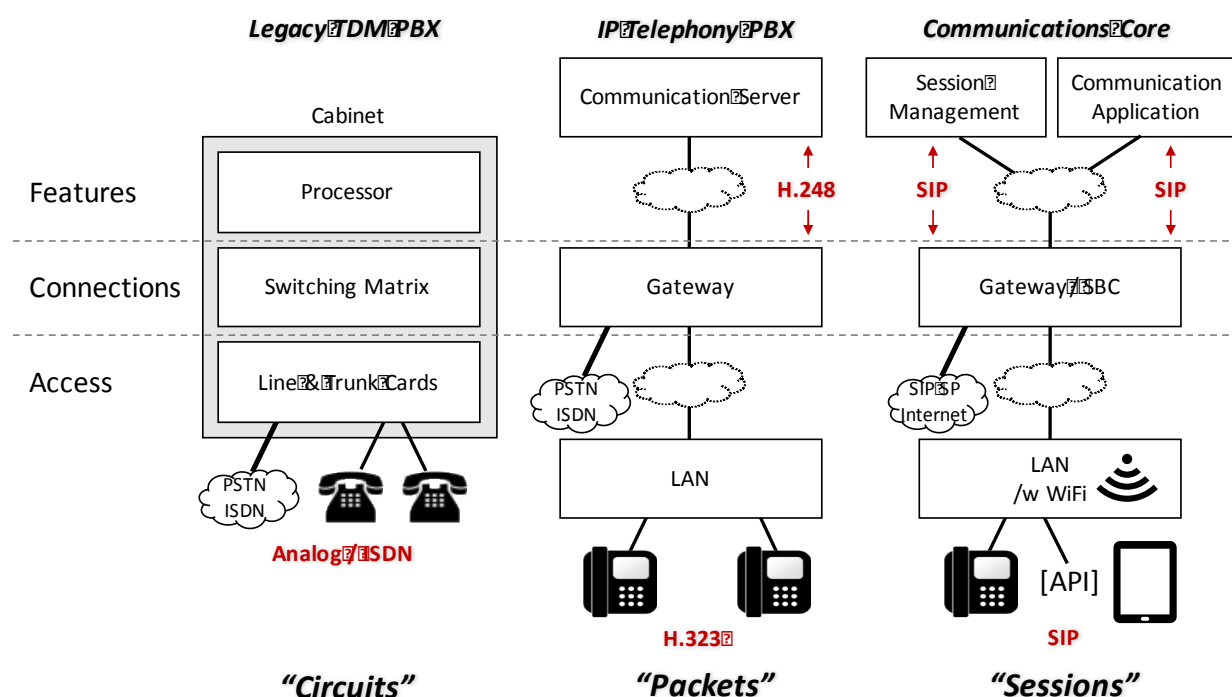 Legacy TDM PBX
IP Telephony PBX
Communications Core
Cabinet
Features
Connections
Access
Processor
Switching Matrix
Line & Trunk Cards
PSTN
ISDN
Analog / ISDN
"Circuits"
Communication Server
H.248
Gateway
PSTN
ISDN
LAN
H.323
"Packets"
Session
Management
Communication
Application
SIP
SIP
Gateway / SBC
SIP SP
Internet
LAN
/w WiFi
[API]
SIP
"Sessions"